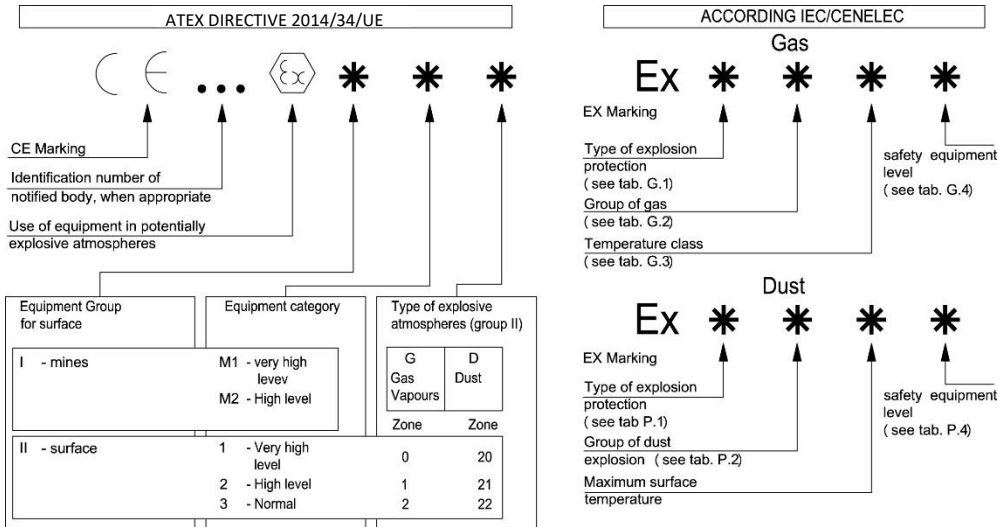 ATEX DIRECTIVE 2014/34/UE
CE ... Ex * * *
CE Marking
Identification number of
notified body, when appropriate
Use of equipment in potentially
explosive atmospheres
Equipment Group
for surface
Equipment category
Type of explosive
atmospheres (group II)
I - mines
M1 - very high
levev
M2 - High level
G
Gas
Vapours
D
Dust
Zone Zone
II - surface
1 - Very high
level
0 20
2 - High level 1 21
3 - Normal 2 22
ACCORDING IEC/CENELEC
Gas
Ex * * * *
EX Marking
Type of explosion
protection
( see tab. G.1)
Group of gas
( see tab. G.2)
Temperature class
( see tab. G.3)
safety equipment
level
( see tab. G.4)
Dust
Ex * * * *
EX Marking
Type of explosion
protection
( see tab P.1)
Group of dust
explosion ( see tab. P.2)
Maximum surface
temperature
safety equipment
level
( see tab. P.4)